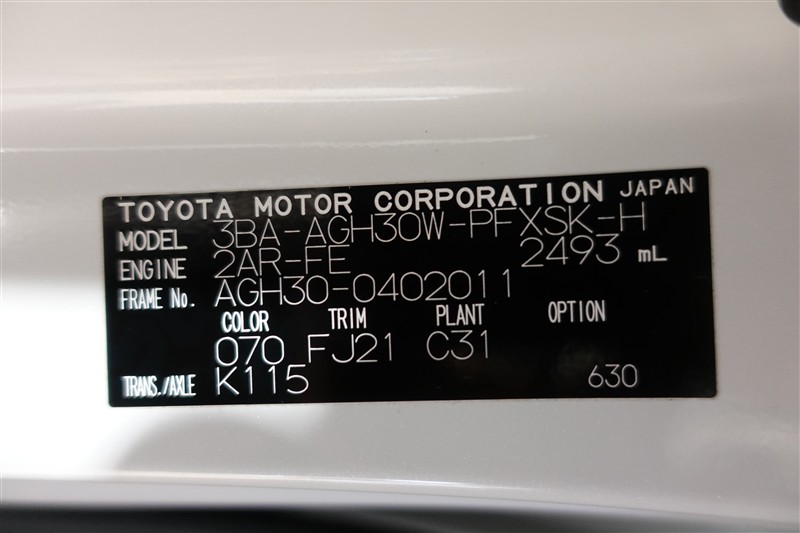 TOYOTA MOTOR CORPORATION JAPAN
MODEL 3BA-AGH30W-PFXSK-H
ENGINE 2AR-FE 2493 mL
FRAME No. AGH30-0402011
COLOR TRIM PLANT OPTION
070 FJ21 C31
TRANS./AXLE K115 630